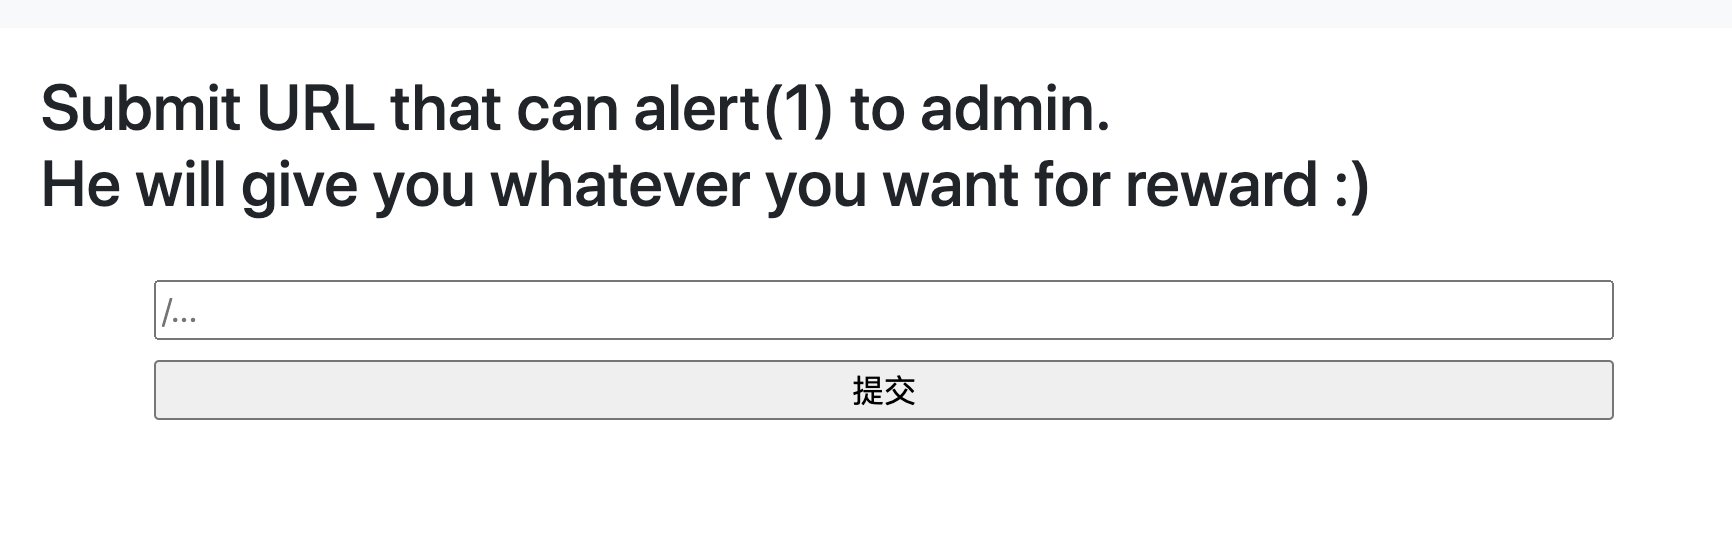 Submit URL that can alert(1) to admin.
He will give you whatever you want for reward :)
/...
提交